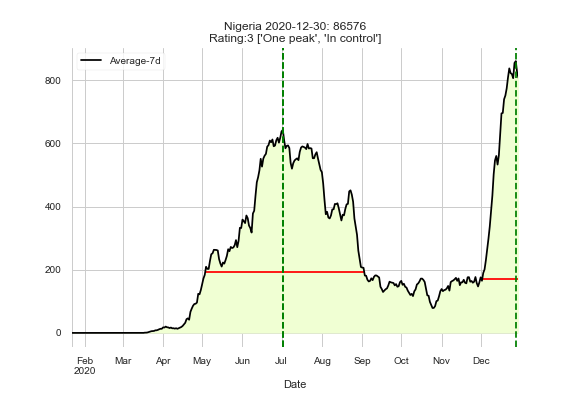 Nigeria 2020-12-30: 86576
Rating:3 ['One peak', 'In control']
Average-7d
800
600
400
200
0
Feb Mar Apr May Jun Jul Aug Sep Oct Nov Dec
2020
Date